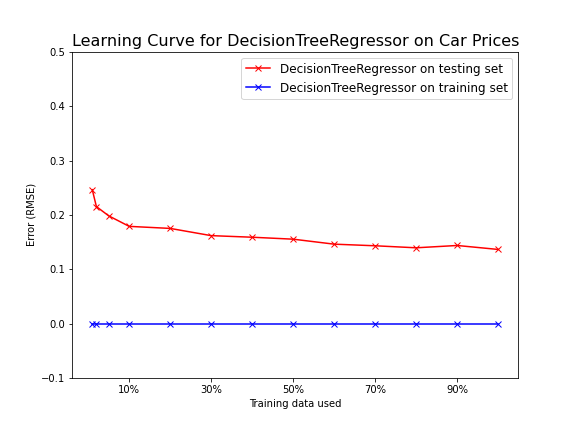 Learning Curve for DecisionTreeRegressor on Car Prices
0.5
DecisionTreeRegressor on testing set
DecisionTreeRegressor on training set
0.4
0.3
Error (RMSE)
0.2
0.1
0.0
−0.1
10% 30% 50% 70% 90%
Training data used